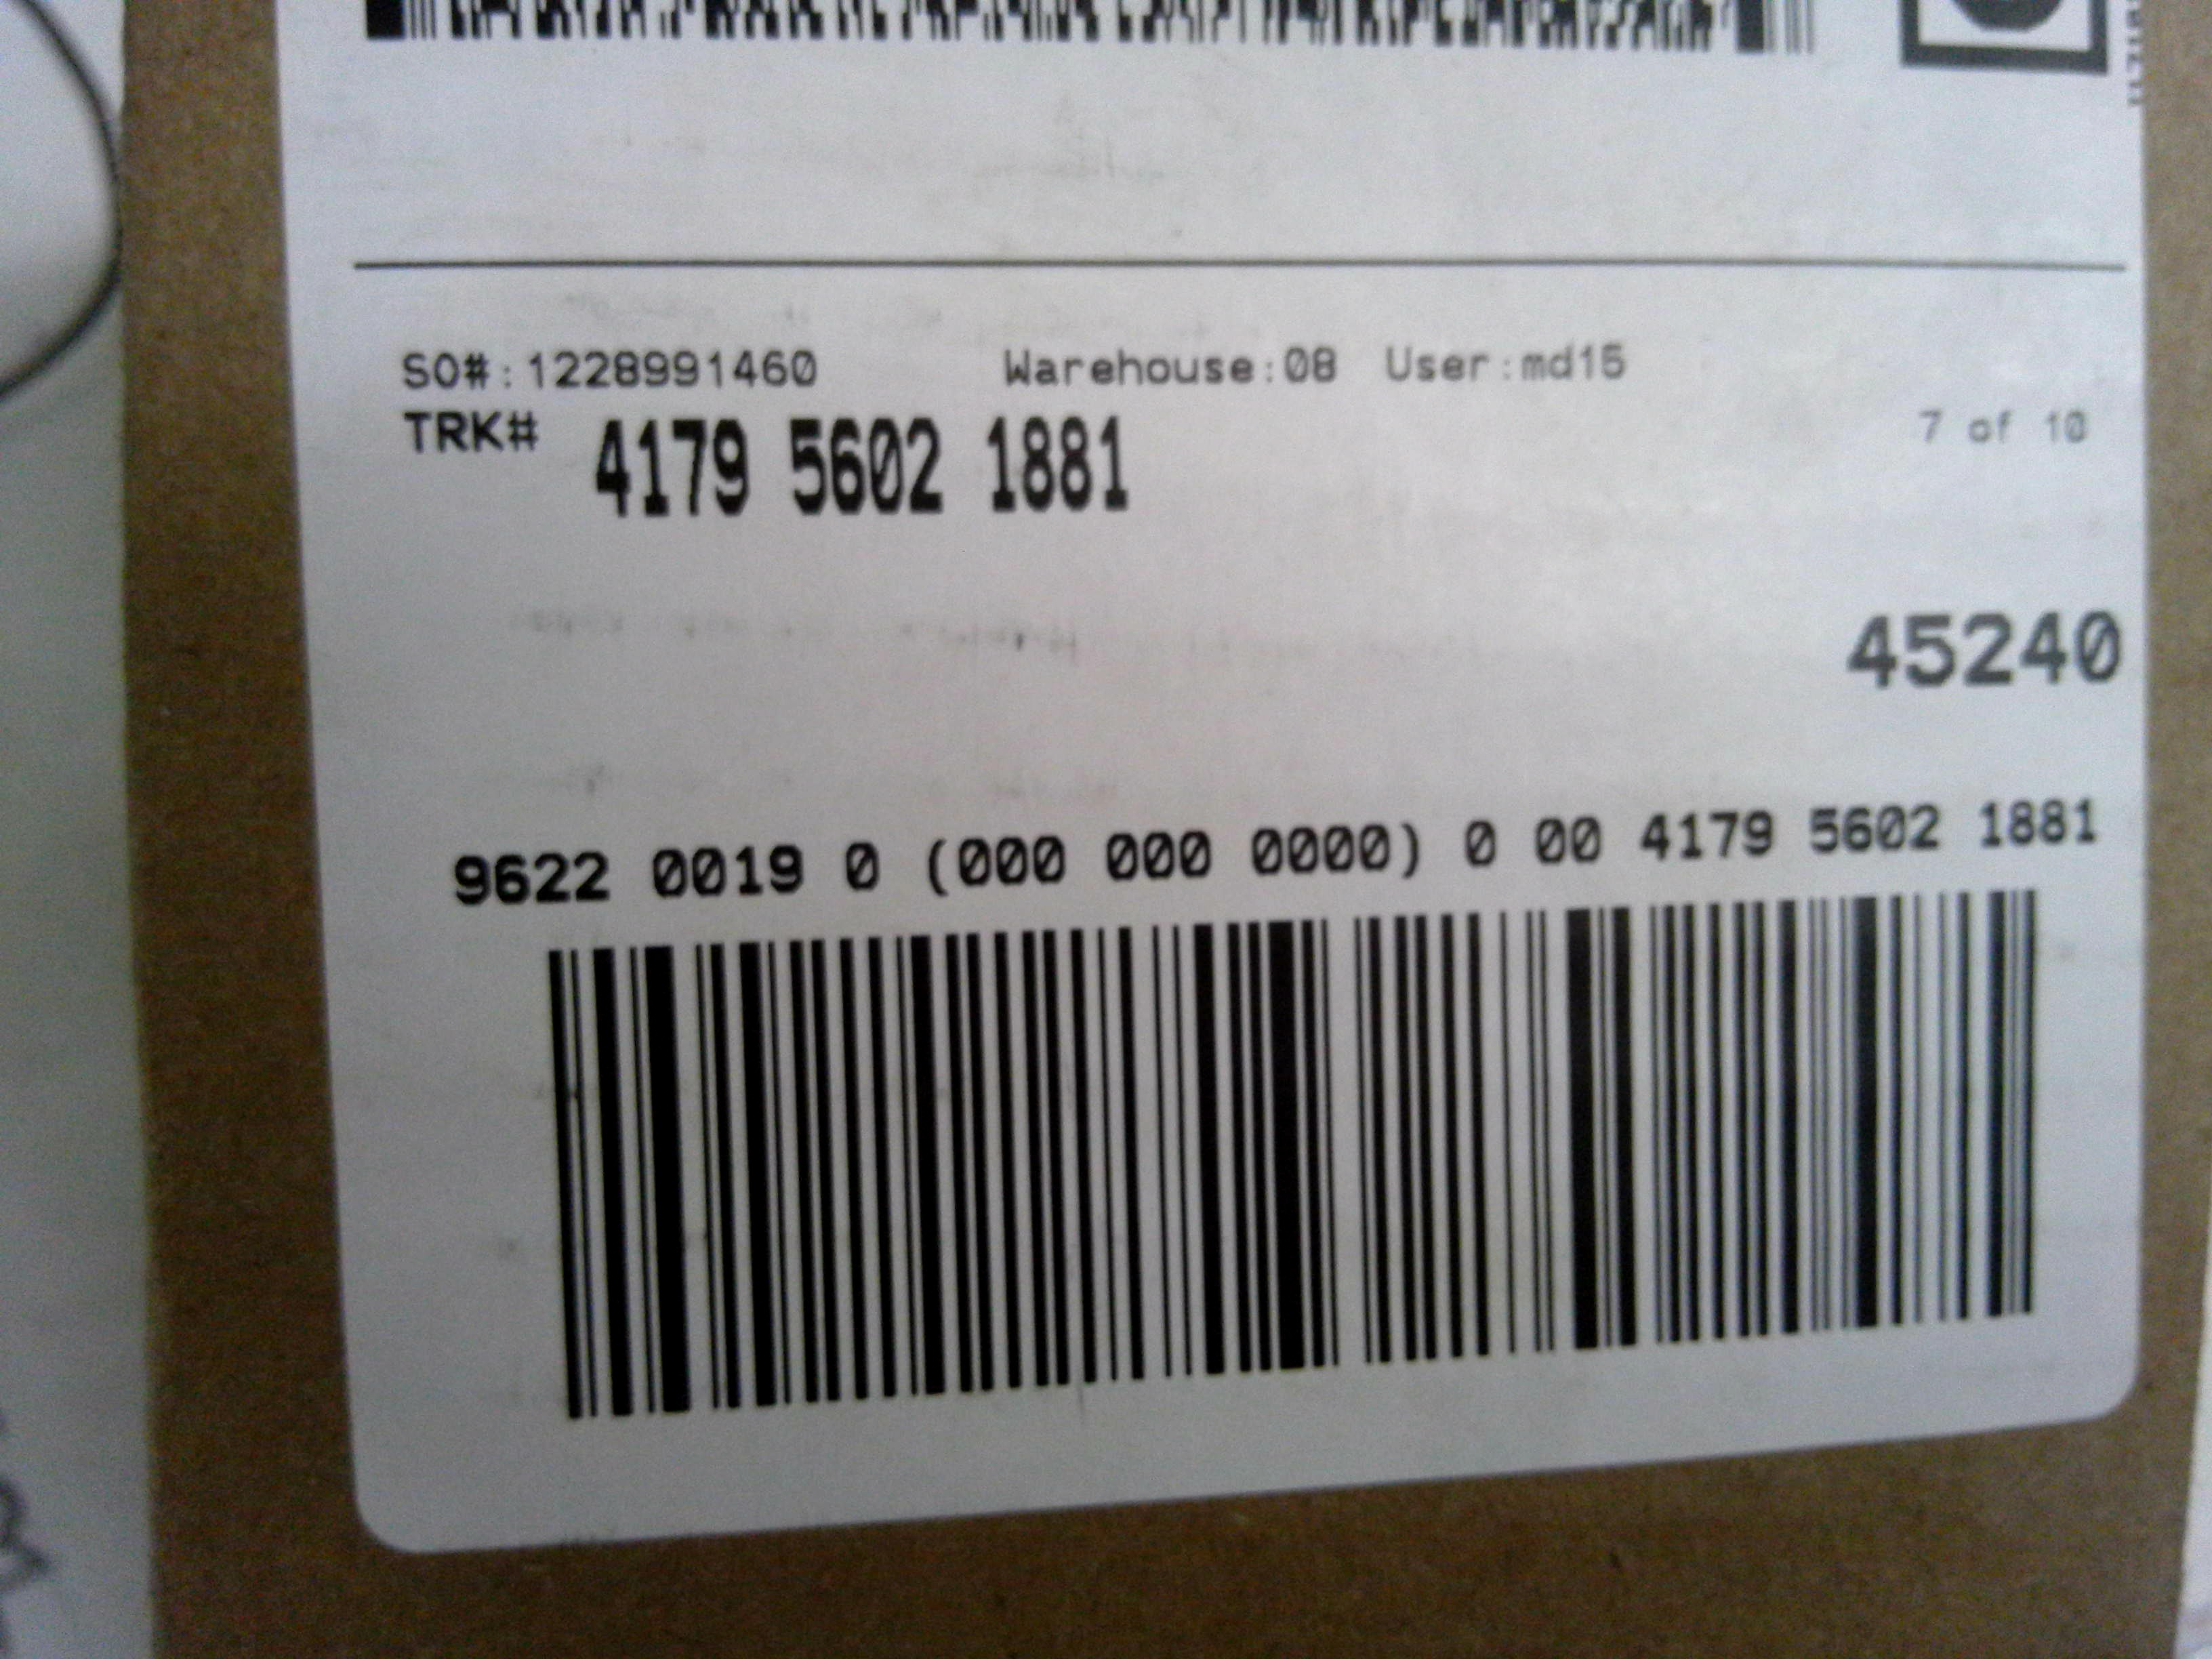 SO#:1228991460 Warehouse:08 User:md15
TRK# 4179 5602 1881 7 of 10
45240
9622 0019 0 (000 000 0000) 0 00 4179 5602 1881